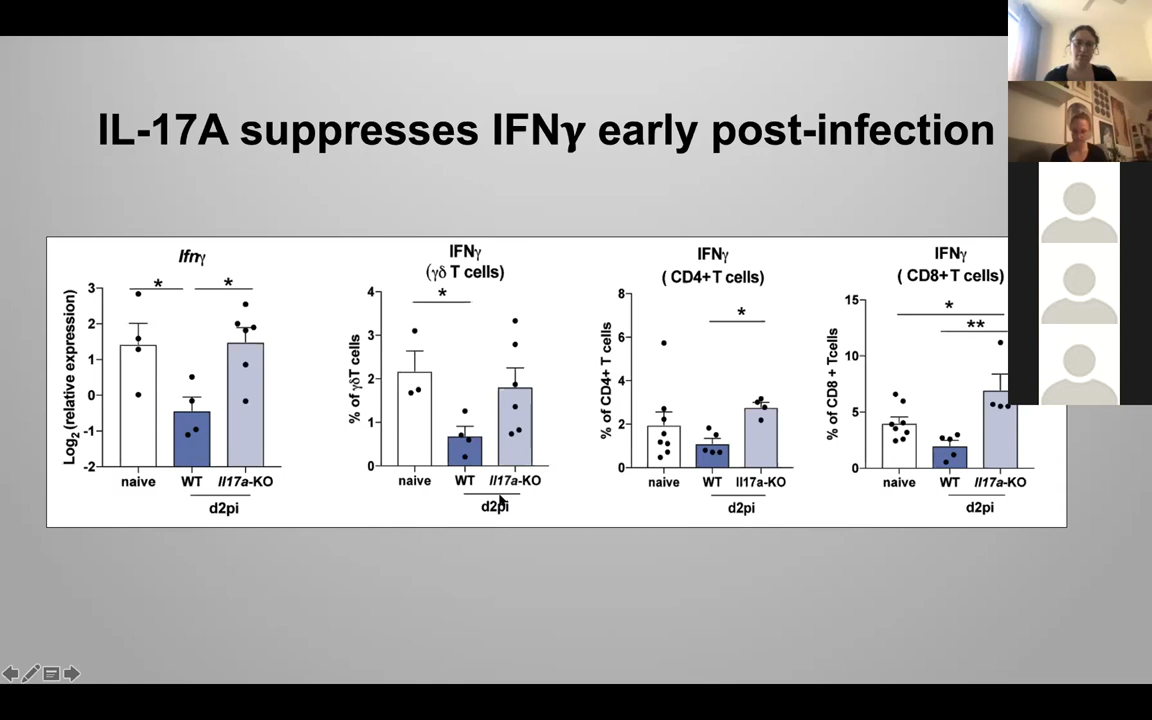 IL-17A suppresses IFNγ early post-infection
Ifnγ
Log2 (relative expression)
3
2
1
0
-1
-2
* *
naive WT Il17a-KO
d2pi
IFNγ
(γδ T cells)
% of γδT cells
4
3
2
1
0
*
naive WT Il17a-KO
d2pi
IFNγ
( CD4+T cells)
% of CD4+ T cells
8
6
4
2
0
*
naive WT Il17a-KO
d2pi
IFNγ
( CD8+T cells)
% of CD8 + Tcells
15
10
5
0
*
**
naive WT Il17a-KO
d2pi